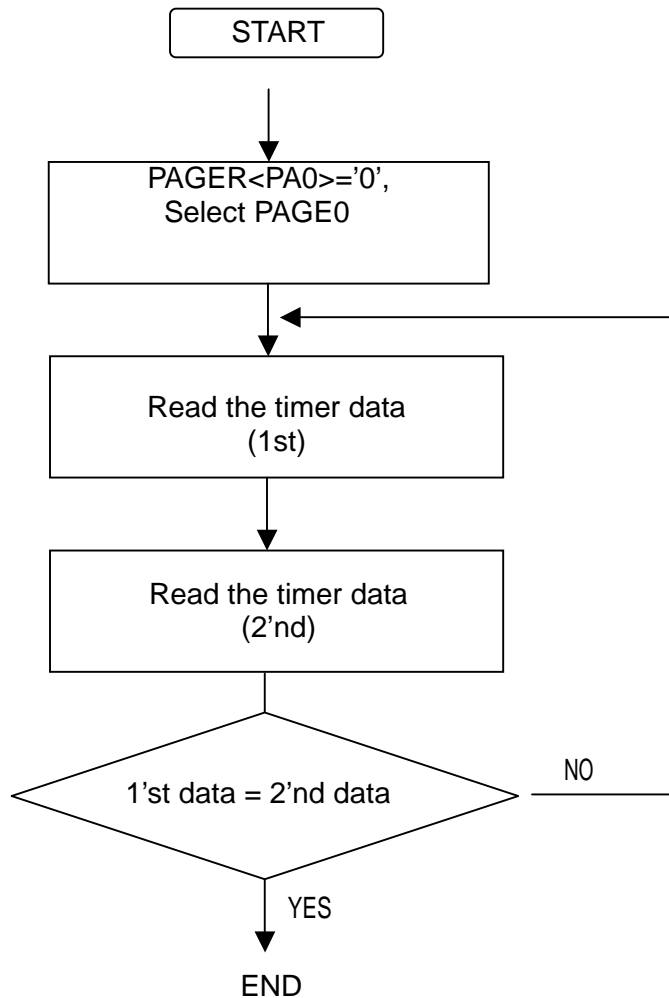 START
PAGER<PA0>='0',
Select PAGE0
Read the timer data
(1st)
Read the timer data
(2'nd)
1'st data = 2'nd data
NO
YES
END